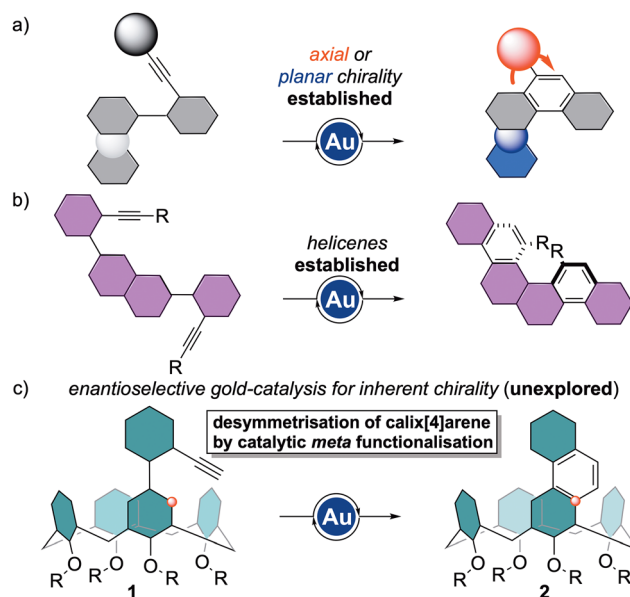 a)
axial or
planar chirality
established
Au
b)
R
R
helicenes
established
Au
R
R
c) enantioselective gold-catalysis for inherent chirality (unexplored)
desymmetrisation of calix[4]arene
by catalytic meta functionalisation
Au
O O O O
R R R R
1
O O O O
R R R R
2